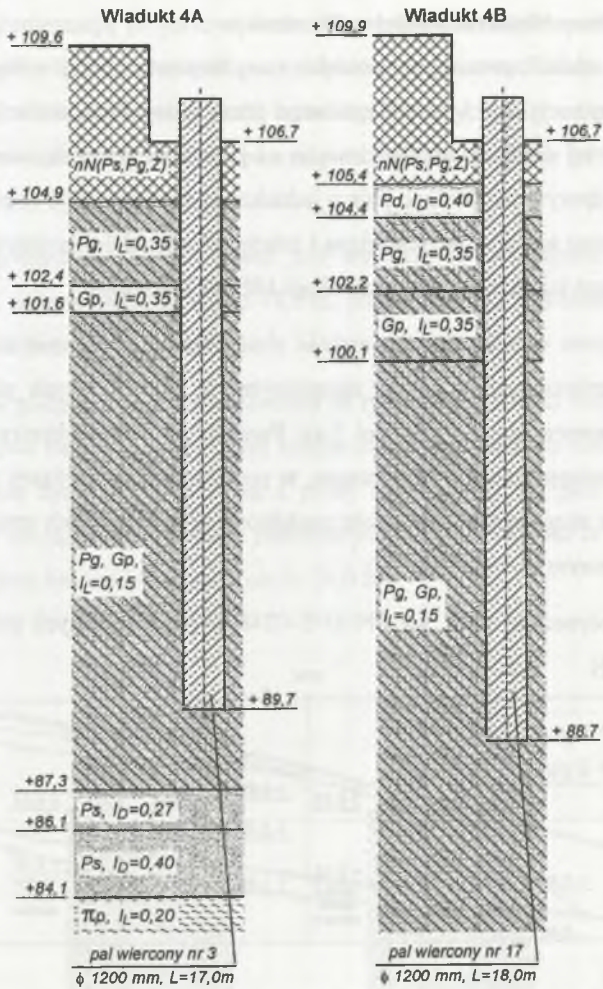 Wiadukt 4A
+ 109,6
+ 106,7
nN(Ps,Pg,Ż)
+ 104,9
Pg, IL=0,35
+ 102,4
Gp, IL=0,35
+ 101,6
Pg, Gp,
IL=0,15
+ 89,7
+87,3
Ps, ID=0,27
+86,1
Ps, ID=0,40
+84,1
πp, IL=0,20
pal wiercony nr 3
ϕ 1200 mm, L=17,0m
Wiadukt 4B
+ 109,9
+ 106,7
nN(Ps,Pg,Ż)
+ 105,4
Pd, ID=0,40
+ 104,4
Pg, IL=0,35
+ 102,2
Gp, IL=0,35
+ 100,1
Pg, Gp,
IL=0,15
+ 88,7
pal wiercony nr 17
ϕ 1200 mm, L=18,0m